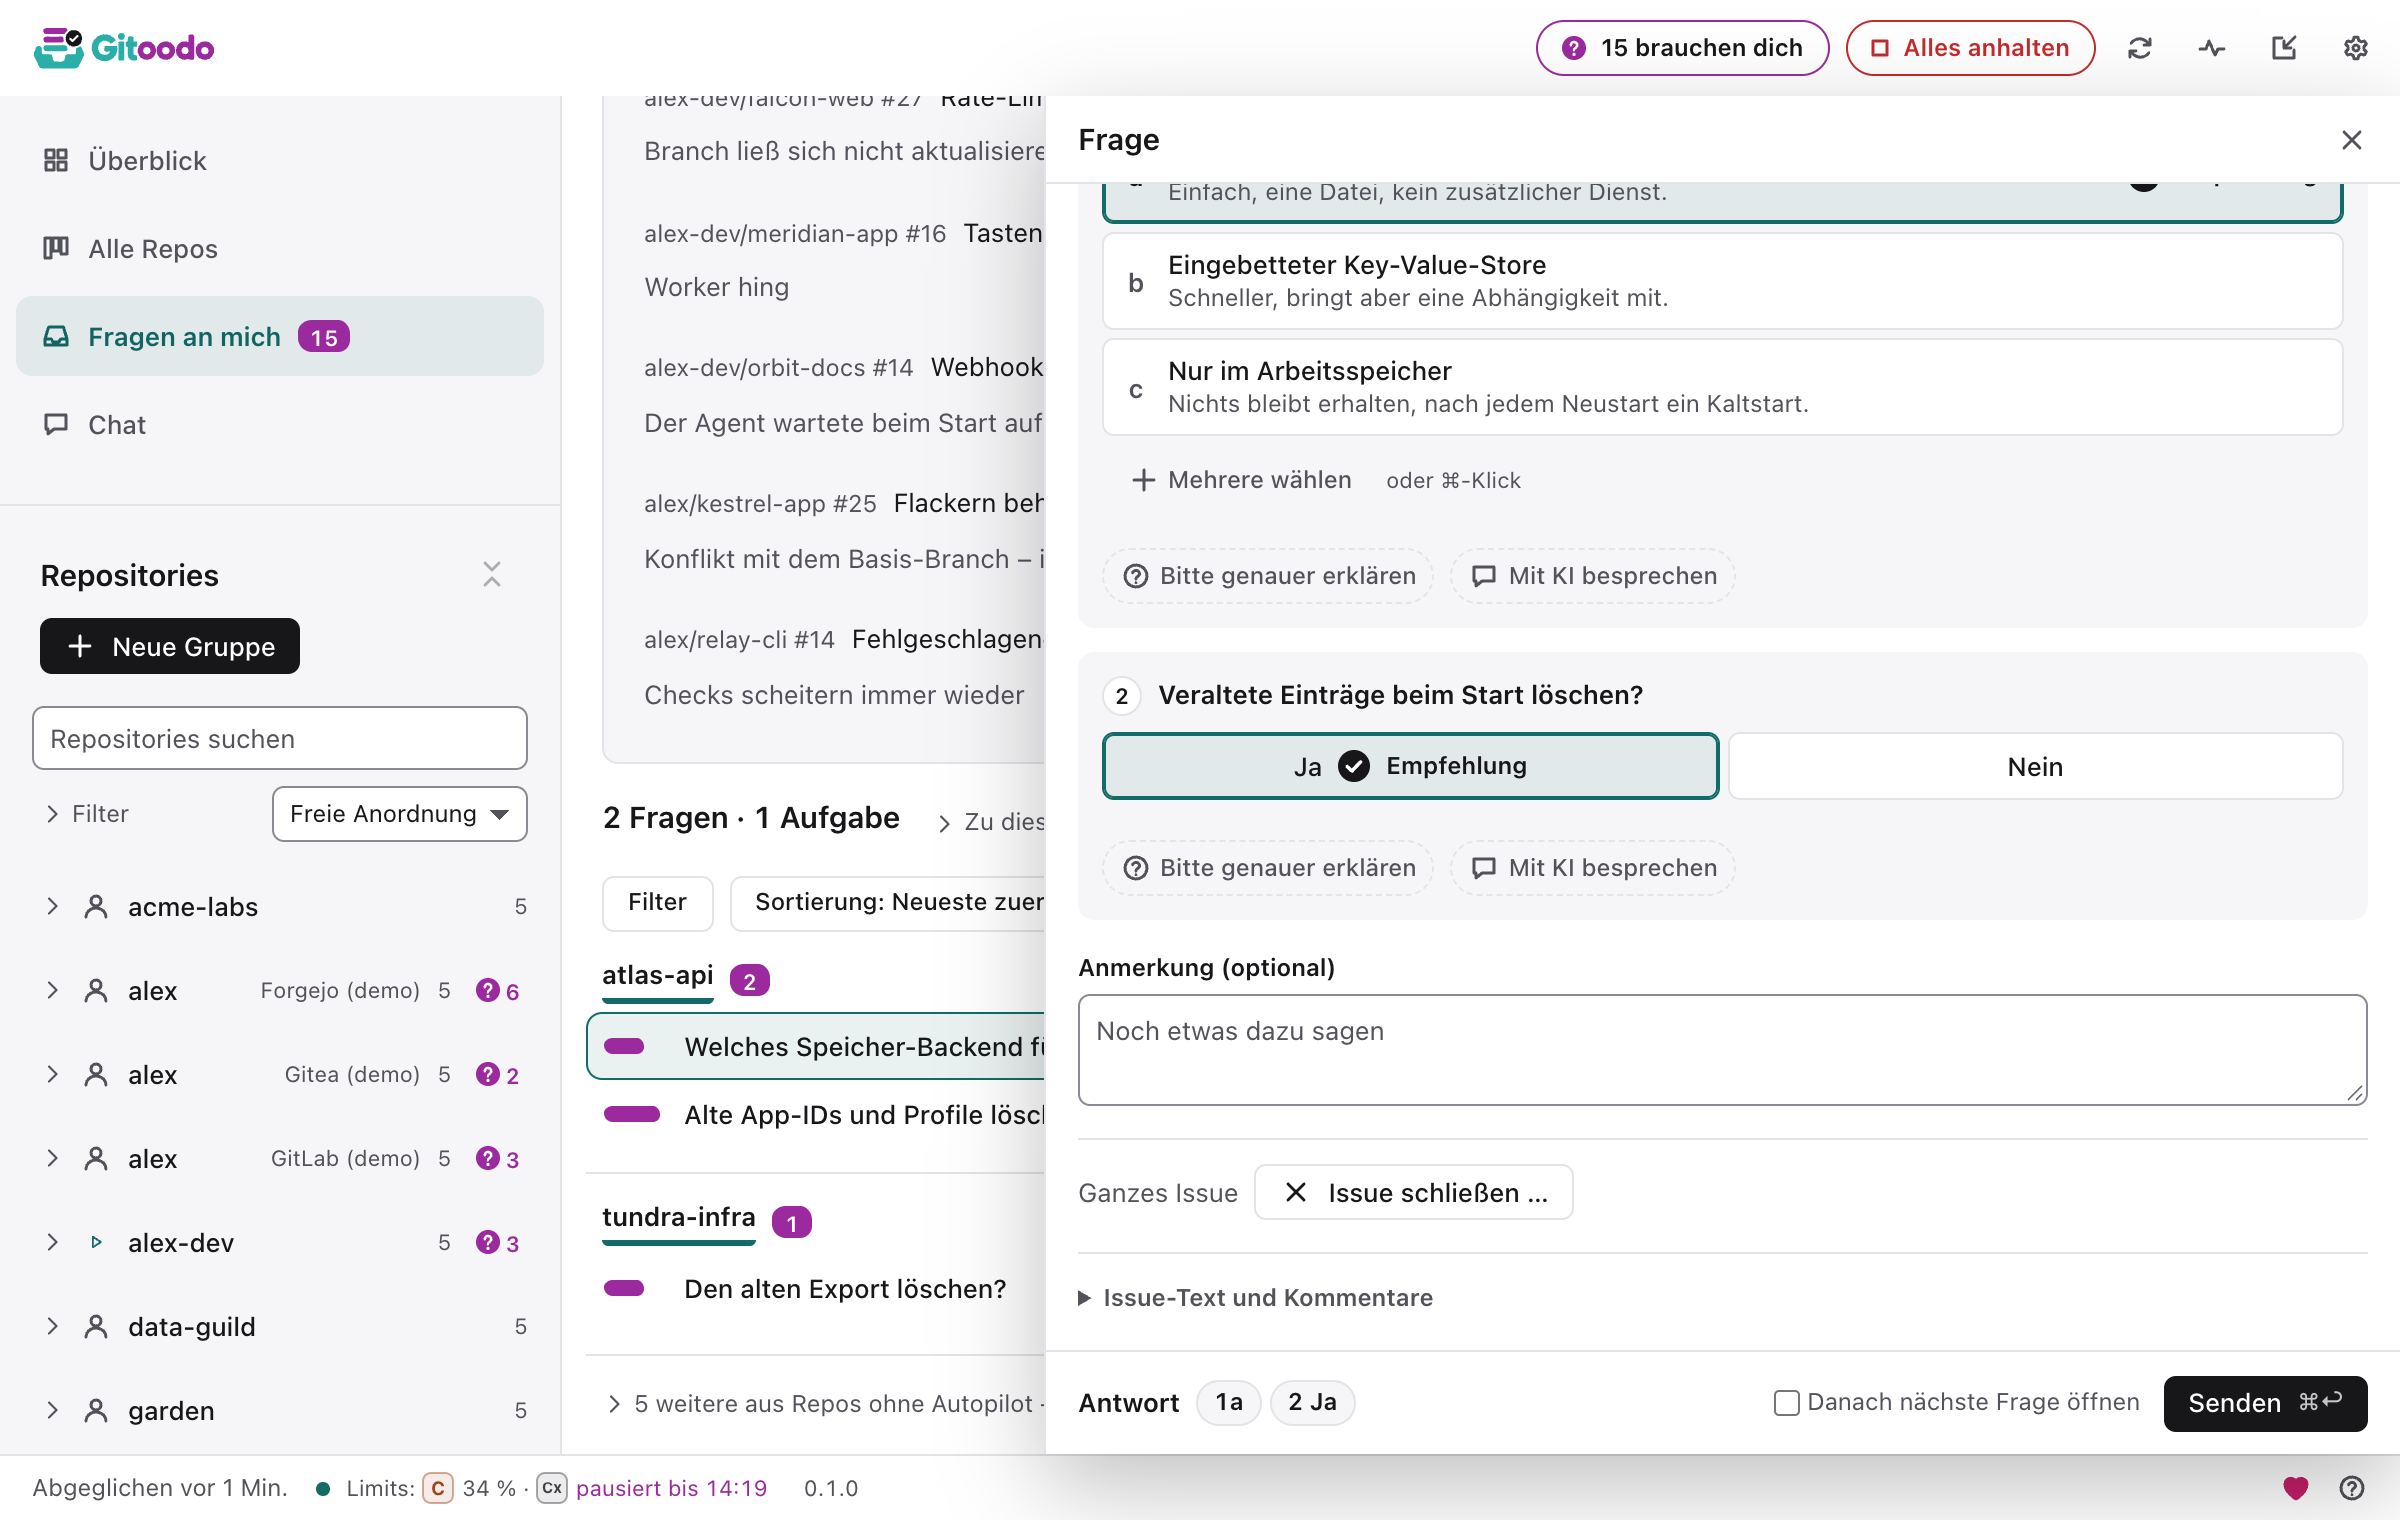 Gitoodo
15 brauchen dich
Alles anhalten
Überblick
Alle Repos
Fragen an mich 15
Chat
Repositories
Neue Gruppe
Repositories suchen
Filter
Freie Anordnung
acme-labs 5
alex Forgejo (demo) 5 ? 6
alex Gitea (demo) 5 ? 2
alex GitLab (demo) 5 ? 3
alex-dev 5 ? 3
data-guild 5
garden 5
alex-dev/falcon-web #27 Rate-Lim
Branch ließ sich nicht aktualisiere
alex-dev/meridian-app #16 Tasten
Worker hing
alex-dev/orbit-docs #14 Webhook
Der Agent wartete beim Start auf
alex/kestrel-app #25 Flackern beh
Konflikt mit dem Basis-Branch – i
alex/relay-cli #14 Fehlgeschlagen
Checks scheitern immer wieder
2 Fragen · 1 Aufgabe
Zu dies
Filter
Sortierung: Neueste zuer
atlas-api 2
Welches Speicher-Backend fü
Alte App-IDs und Profile lösch
tundra-infra 1
Den alten Export löschen?
5 weitere aus Repos ohne Autopilot
Frage
Einfach, eine Datei, kein zusätzlicher Dienst.
b
Eingebetteter Key-Value-Store
Schneller, bringt aber eine Abhängigkeit mit.
c
Nur im Arbeitsspeicher
Nichts bleibt erhalten, nach jedem Neustart ein Kaltstart.
Mehrere wählen
oder ⌘-Klick
Bitte genauer erklären
Mit KI besprechen
2 Veraltete Einträge beim Start löschen?
Ja Empfehlung
Nein
Bitte genauer erklären
Mit KI besprechen
Anmerkung (optional)
Noch etwas dazu sagen
Ganzes Issue
Issue schließen ...
Issue-Text und Kommentare
Antwort 1a 2 Ja
Danach nächste Frage öffnen
Senden ⌘↩
Abgeglichen vor 1 Min.
Limits: C 34 % · Cx pausiert bis 14:19
0.1.0